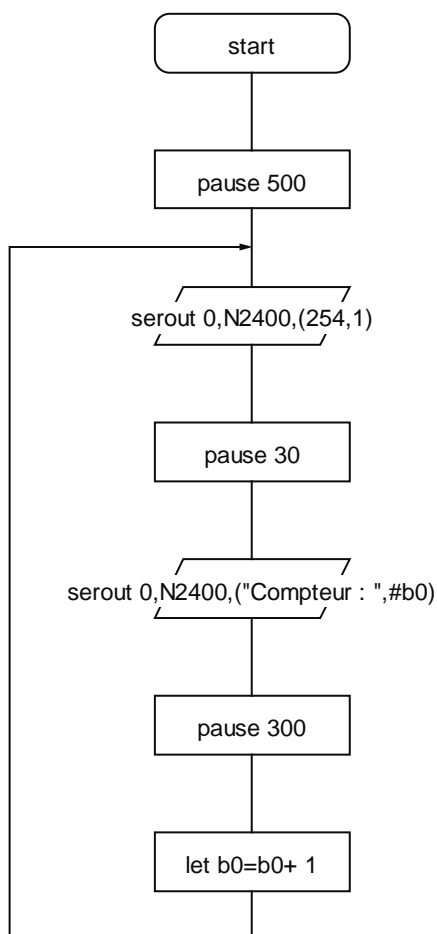 start
pause 500
serout 0,N2400,(254,1)
pause 30
serout 0,N2400,("Compteur : ",#b0)
pause 300
let b0=b0+ 1